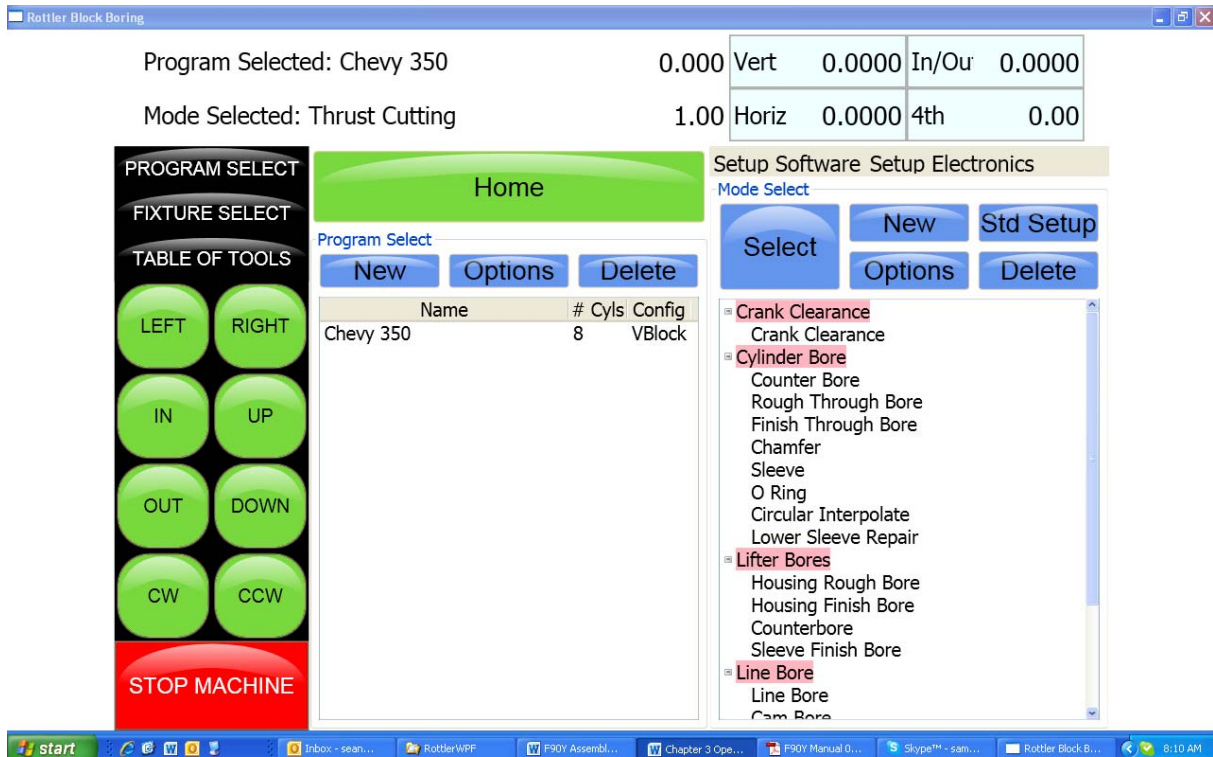 Rottler Block Boring
Program Selected: Chevy 350 0.000 Vert 0.0000 In/Ou 0.0000
Mode Selected: Thrust Cutting 1.00 Horiz 0.0000 4th 0.00
PROGRAM SELECT
FIXTURE SELECT
TABLE OF TOOLS
LEFT RIGHT
IN UP
OUT DOWN
CW CCW
STOP MACHINE
Home
Program Select
New Options Delete
Name # Cyls Config
Chevy 350 8 VBlock
Setup Software Setup Electronics
Mode Select
Select New Std Setup
Options Delete
Crank Clearance
Crank Clearance
Cylinder Bore
Counter Bore
Rough Through Bore
Finish Through Bore
Chamfer
Sleeve
O Ring
Circular Interpolate
Lower Sleeve Repair
Lifter Bores
Housing Rough Bore
Housing Finish Bore
Counterbore
Sleeve Finish Bore
Line Bore
Line Bore
Cam Bore
start Inbox - sean... RottlerWPF F90Y Assembl... Chapter 3 Ope... F90Y Manual 0... Skype™ - sam... Rottler Block B... 8:10 AM